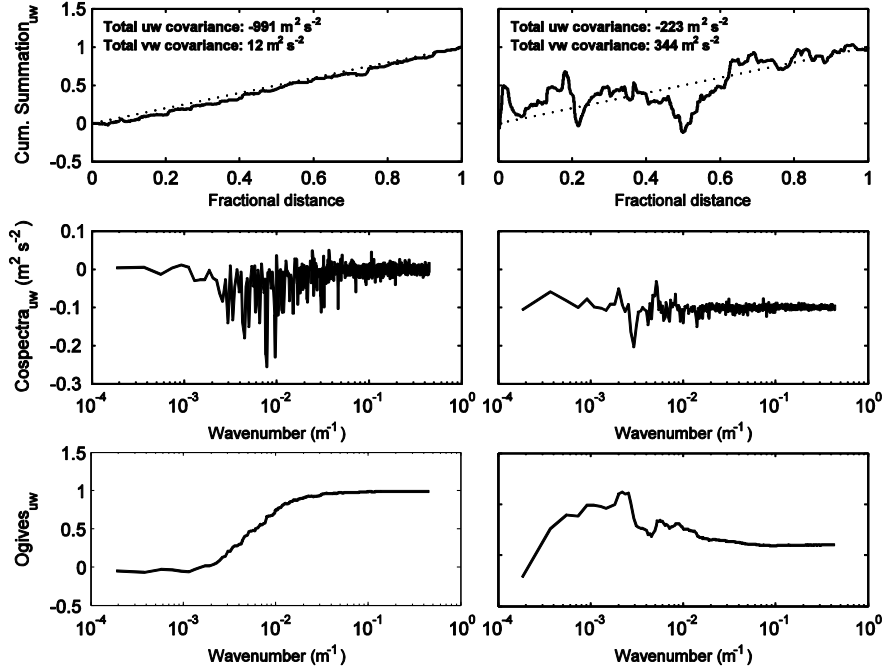 Cum. Summation_uw
1.5
1
0.5
0
-0.5
Total uw covariance: -991 m² s⁻²
Total vw covariance: 12 m² s⁻²
0 0.2 0.4 0.6 0.8 1
Fractional distance
Total uw covariance: -223 m² s⁻²
Total vw covariance: 344 m² s⁻²
0 0.2 0.4 0.6 0.8 1
Fractional distance
Cospectra_uw (m² s⁻²)
0.1
0
-0.1
-0.2
-0.3
10⁻⁴ 10⁻³ 10⁻² 10⁻¹ 10⁰
Wavenumber (m⁻¹)
10⁻⁴ 10⁻³ 10⁻² 10⁻¹ 10⁰
Wavenumber (m⁻¹)
Ogives_uw
1.5
1
0.5
0
-0.5
10⁻⁴ 10⁻³ 10⁻² 10⁻¹ 10⁰
Wavenumber (m⁻¹)
10⁻⁴ 10⁻³ 10⁻² 10⁻¹ 10⁰
Wavenumber (m⁻¹)